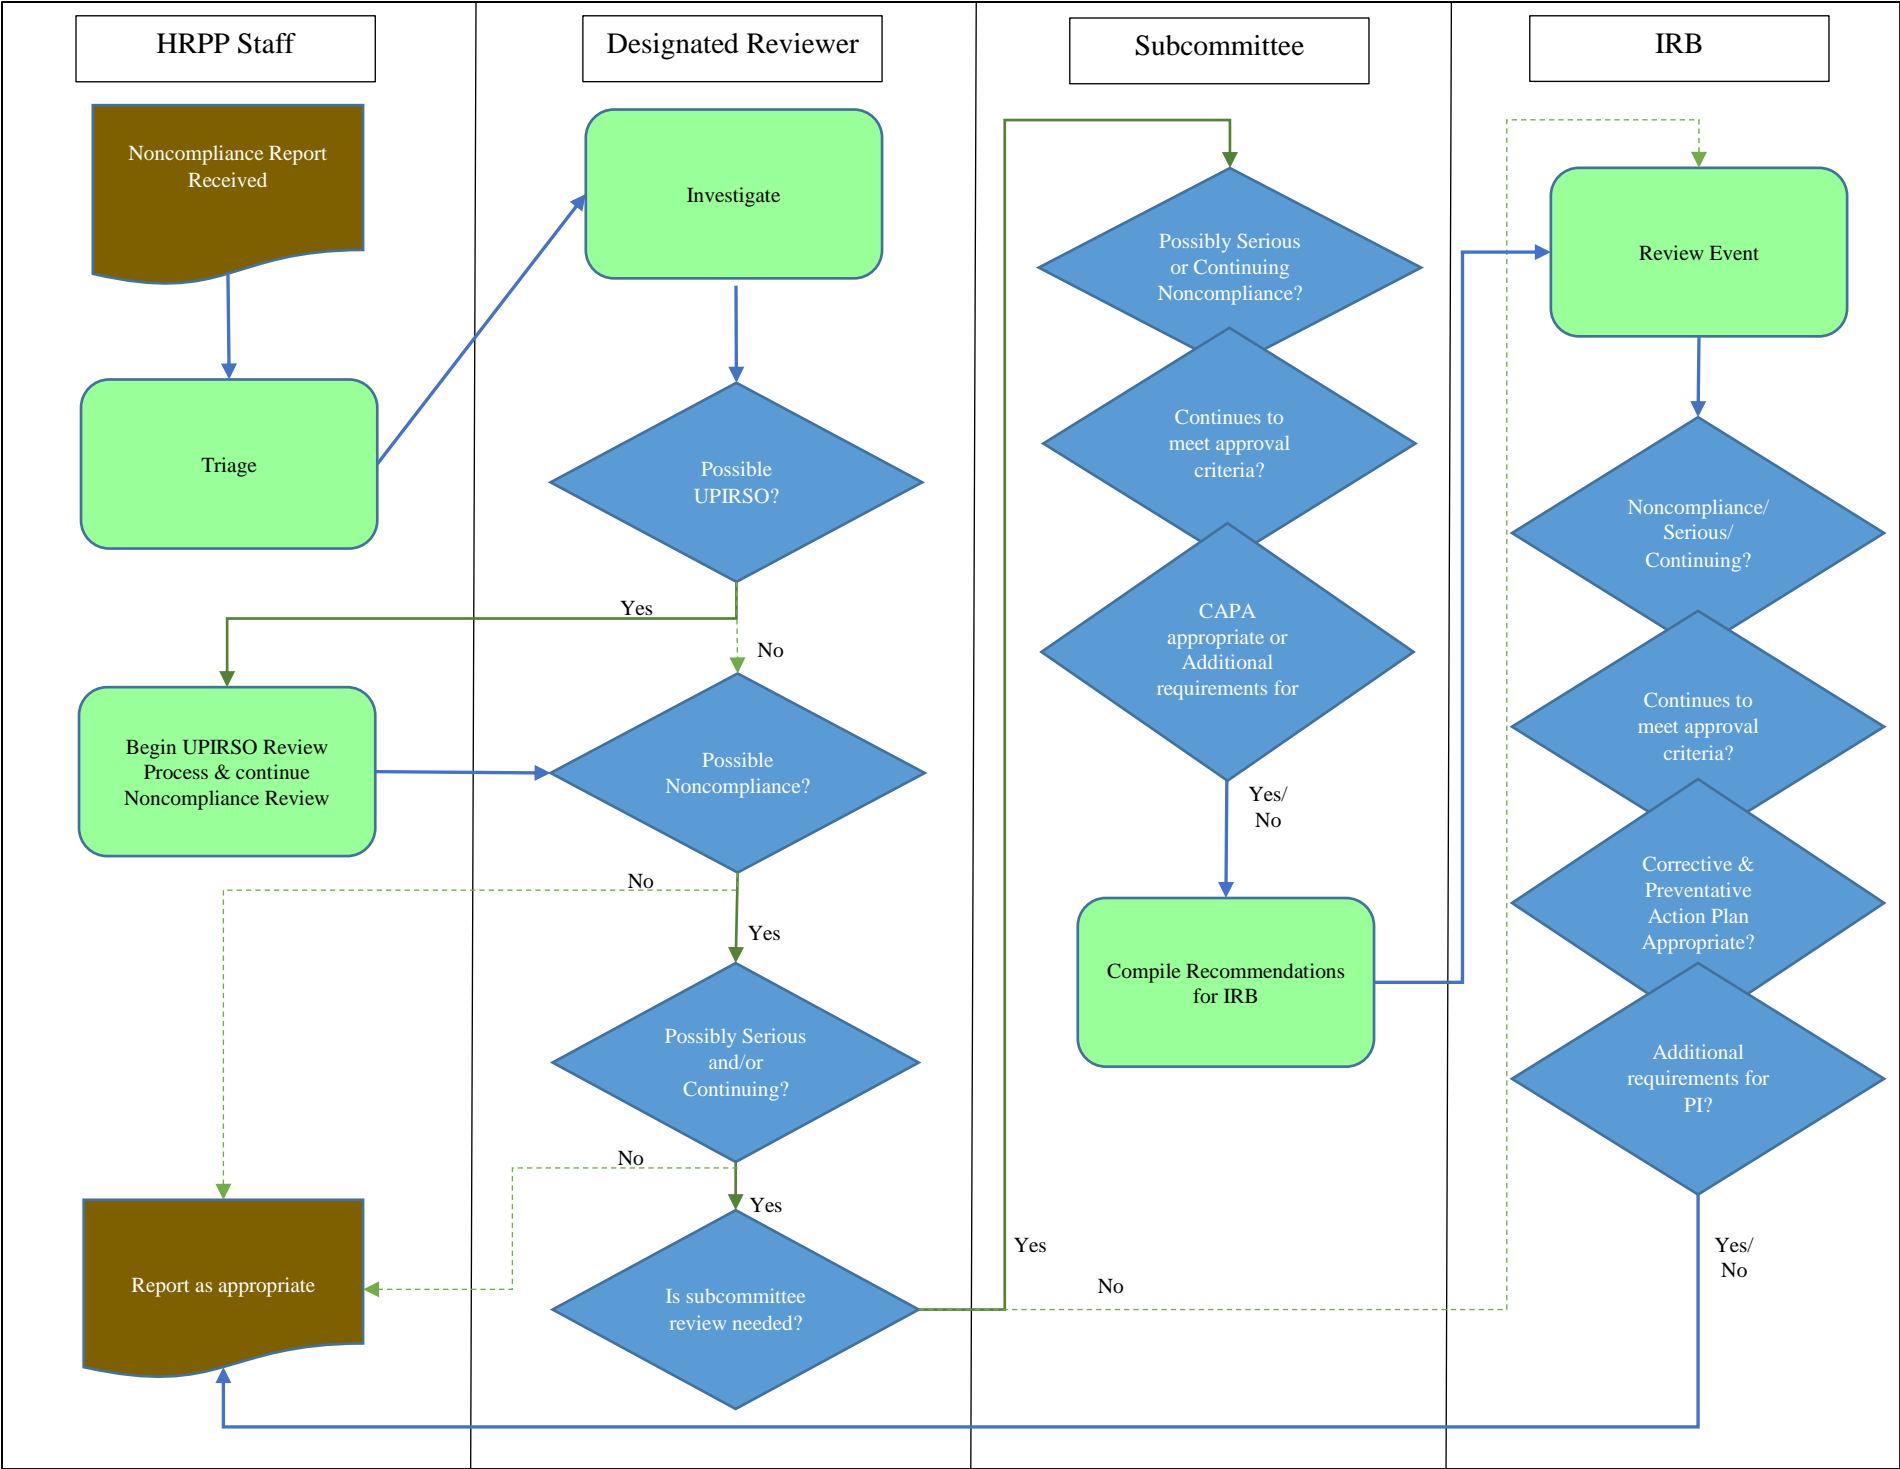 HRPP Staff
Designated Reviewer
Subcommittee
IRB
Noncompliance Report
Received
Triage
Begin UPIRSO Review
Process & continue
Noncompliance Review
Report as appropriate
Investigate
Possible
UPIRSO?
Yes
No
Possible
Noncompliance?
No
Yes
Possibly Serious
and/or
Continuing?
No
Yes
Is subcommittee
review needed?
Yes
No
Possibly Serious
or Continuing
Noncompliance?
Continues to
meet approval
criteria?
CAPA
appropriate or
Additional
requirements for
Yes/
No
Compile Recommendations
for IRB
Review Event
Noncompliance/
Serious/
Continuing?
Continues to
meet approval
criteria?
Corrective &
Preventative
Action Plan
Appropriate?
Additional
requirements for
PI?
Yes/
No